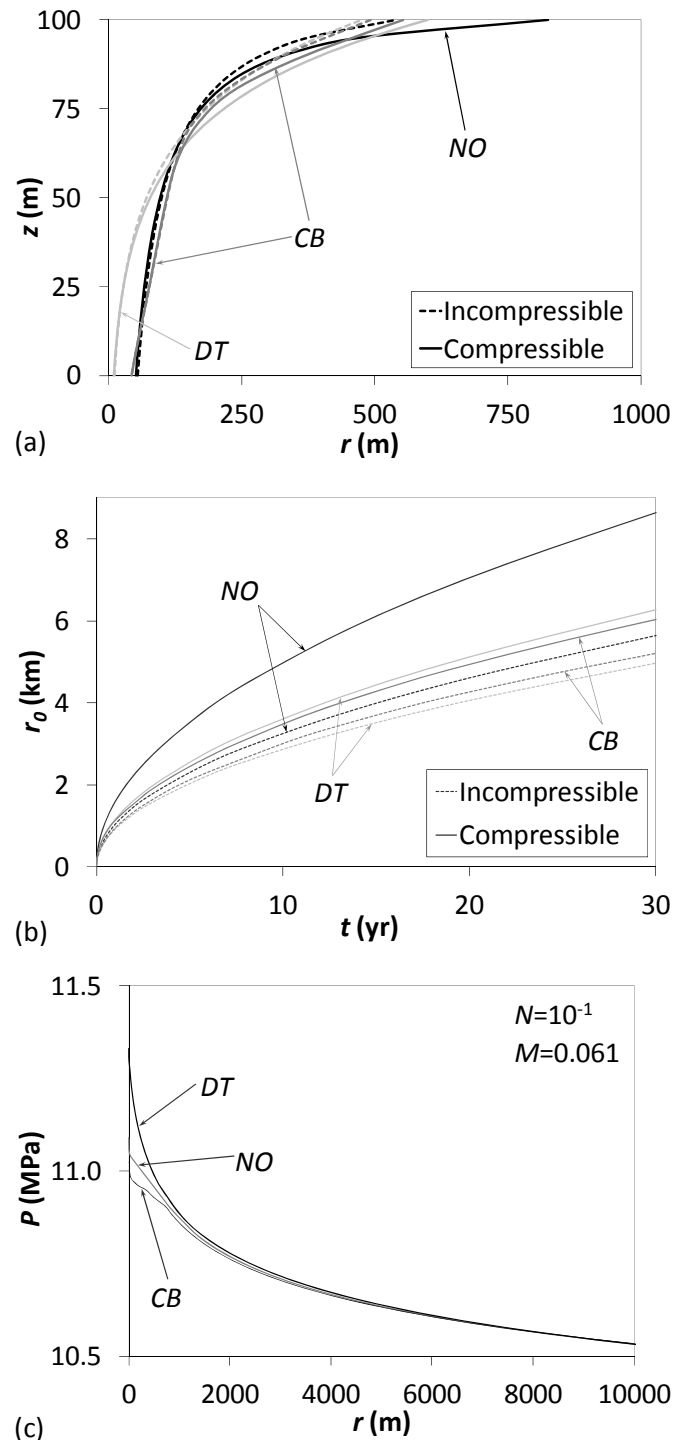 100
75
50
25
0
z (m)
NO
CB
DT
Incompressible
Compressible
0
250
500
750
1000
r (m)
(a)
8
6
4
2
0
r0 (km)
NO
CB
DT
Incompressible
Compressible
0
10
20
30
t (yr)
(b)
11.5
11.0
10.5
P (MPa)
N=10-1
M=0.061
DT
NO
CB
0
2000
4000
6000
8000
10000
r (m)
(c)